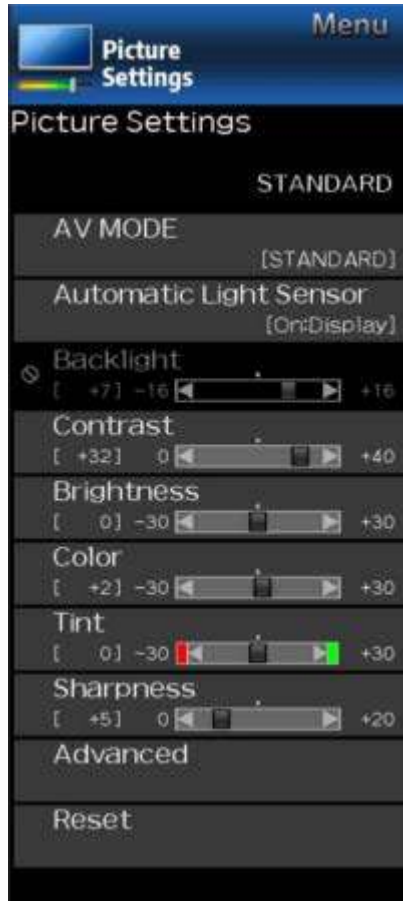 Menu
Picture
Settings
Picture Settings
STANDARD
AV MODE
[STANDARD]
Automatic Light Sensor
[On:Display]
Backlight
[ +7] -16 +16
Contrast
[ +32] 0 +40
Brightness
[ 0] -30 +30
Color
[ +2] -30 +30
Tint
[ 0] -30 +30
Sharpness
[ +5] 0 +20
Advanced
Reset